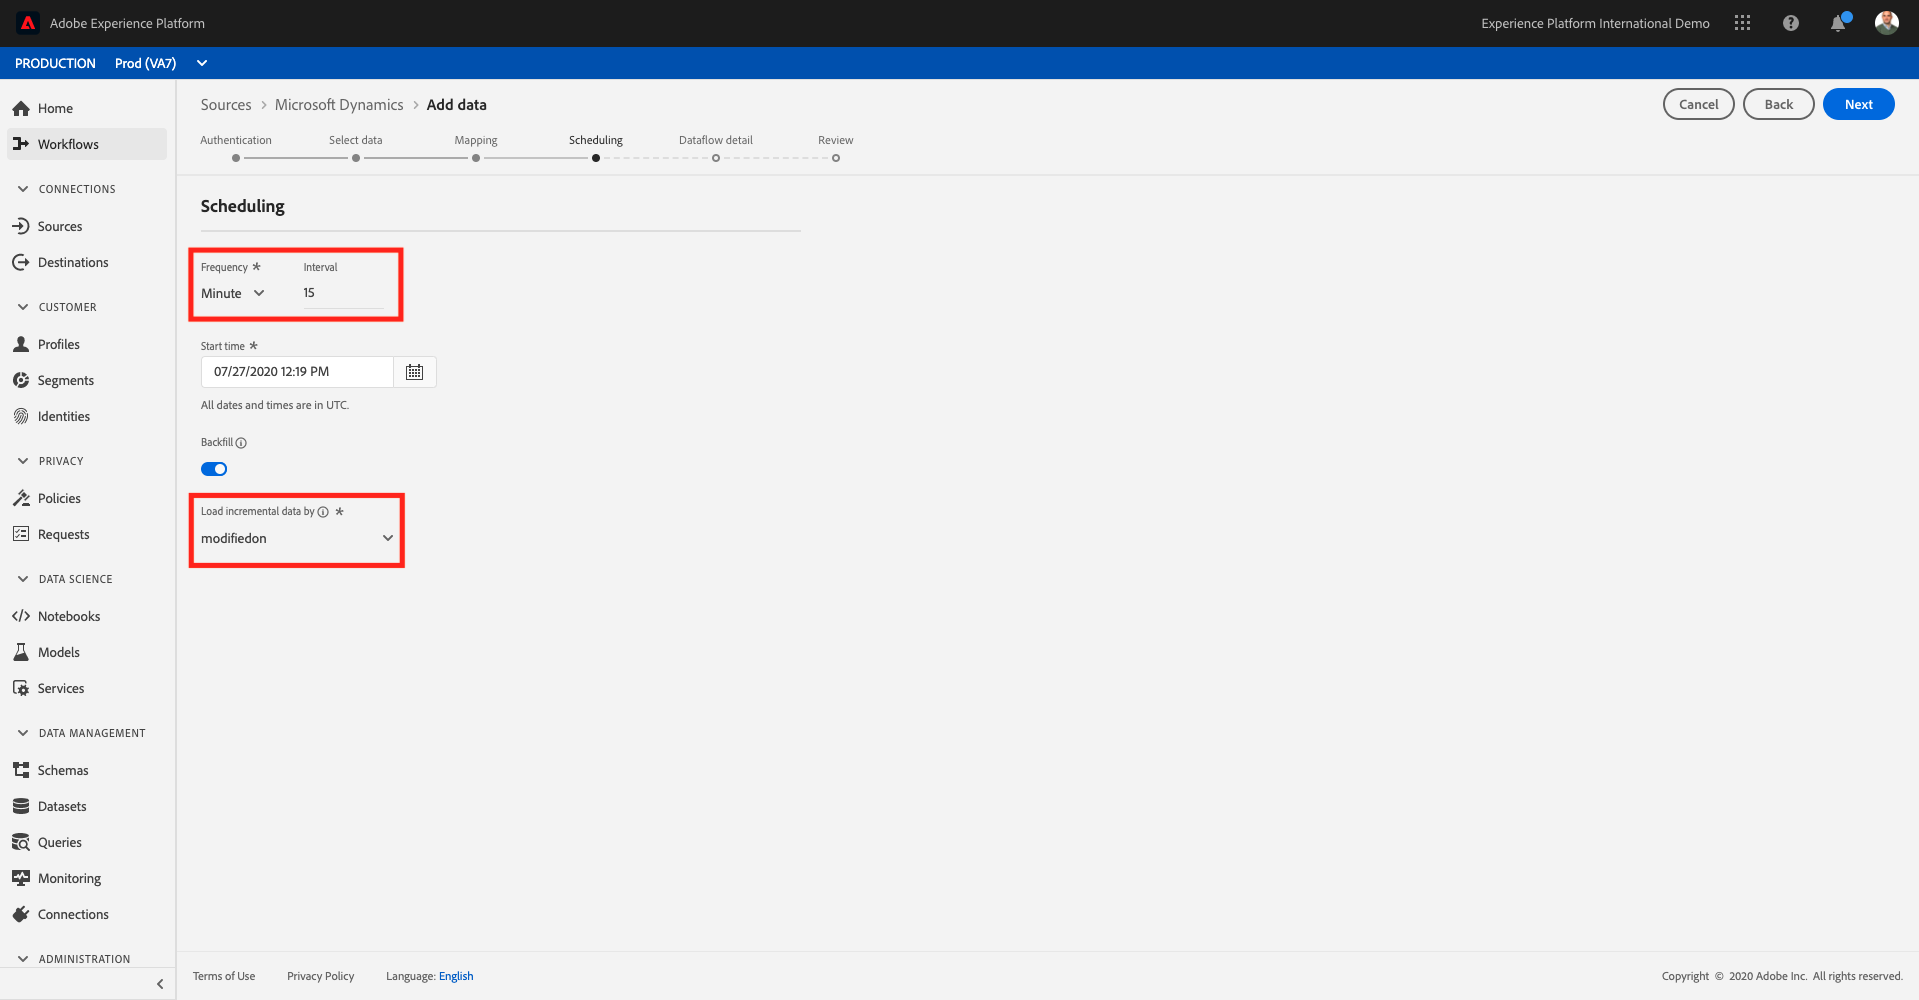 Adobe Experience Platform
Experience Platform International Demo
PRODUCTION Prod (VA7)
Home
Workflows
CONNECTIONS
Sources
Destinations
CUSTOMER
Profiles
Segments
Identities
PRIVACY
Policies
Requests
DATA SCIENCE
Notebooks
Models
Services
DATA MANAGEMENT
Schemas
Datasets
Queries
Monitoring
Connections
ADMINISTRATION
Sources > Microsoft Dynamics > Add data
Cancel Back Next
Authentication Select data Mapping Scheduling Dataflow detail Review
Scheduling
Frequency * Interval
Minute 15
Start time *
07/27/2020 12:19 PM
All dates and times are in UTC.
Backfill
Load incremental data by *
modifiedon
Terms of Use Privacy Policy Language: English
Copyright © 2020 Adobe Inc. All rights reserved.